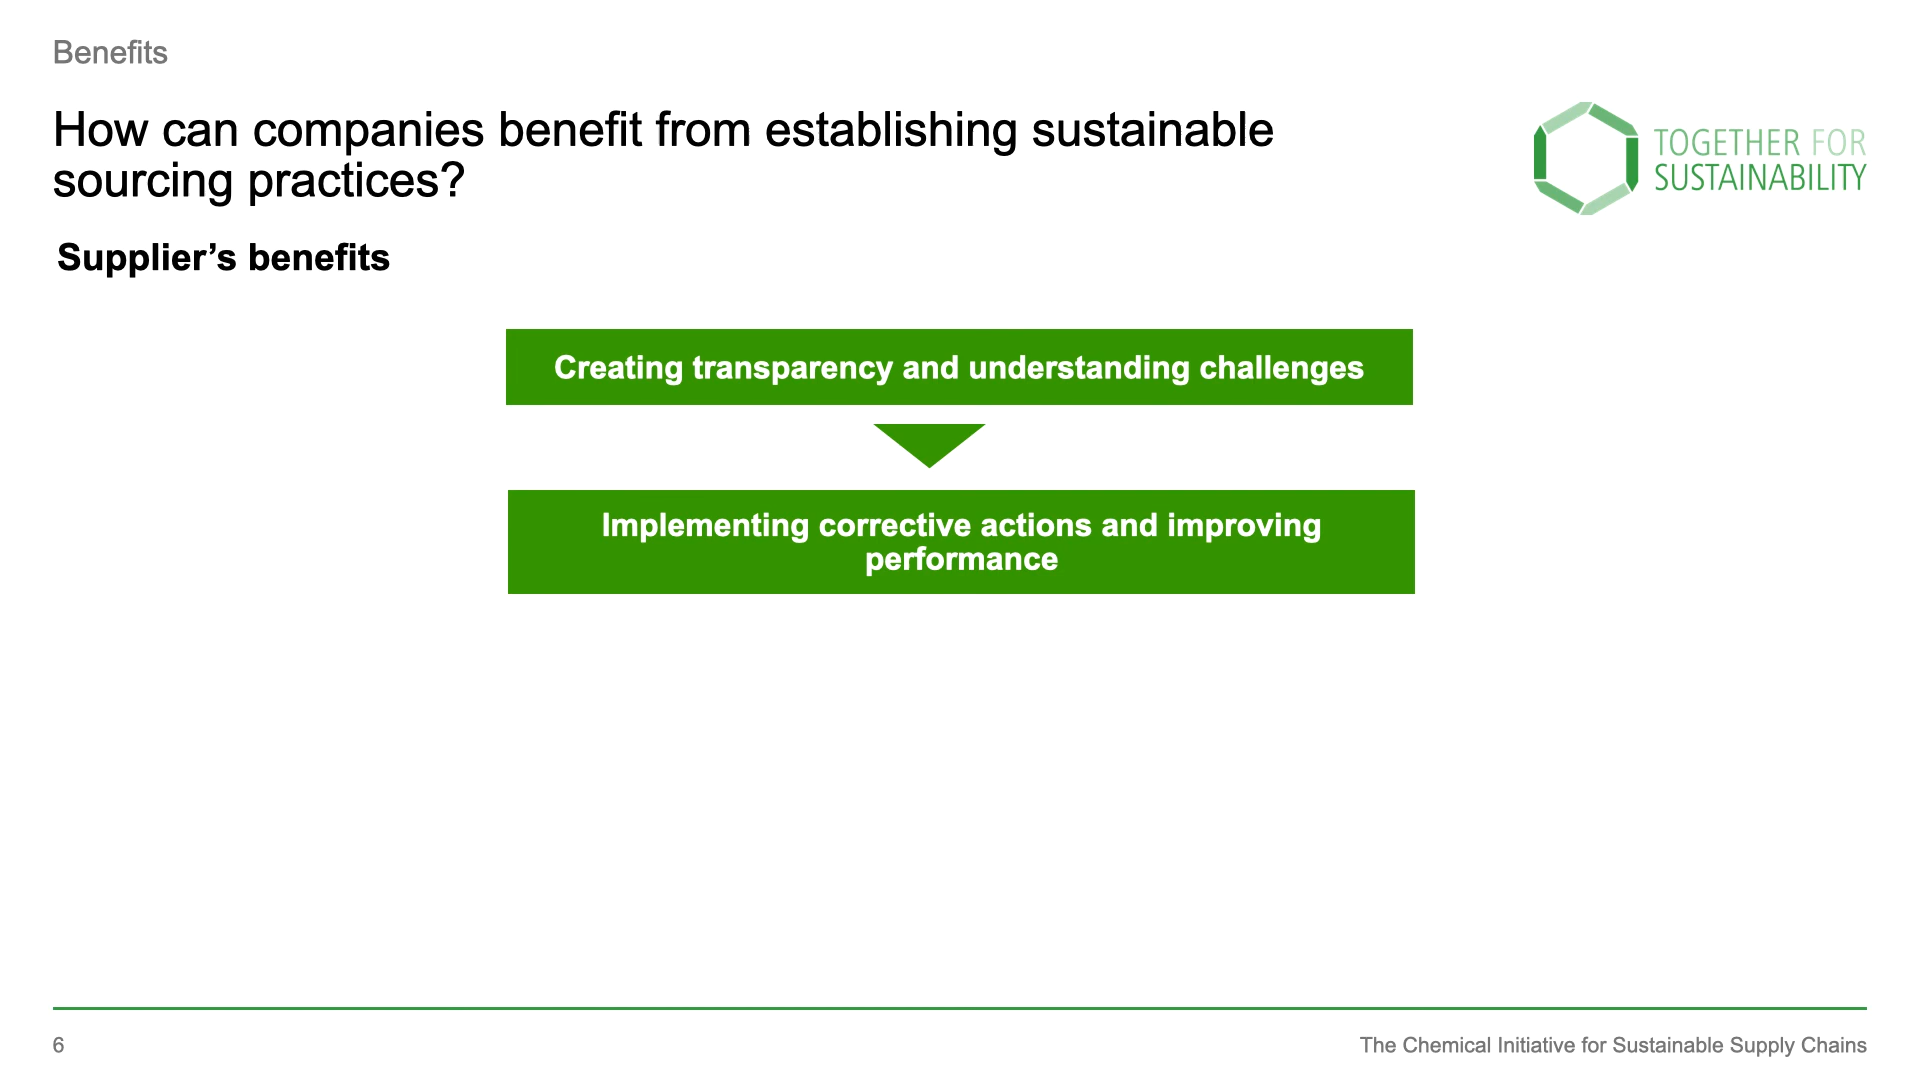 Benefits
How can companies benefit from establishing sustainable
sourcing practices?
TOGETHER FOR
SUSTAINABILITY
Supplier’s benefits
Creating transparency and understanding challenges
Implementing corrective actions and improving
performance
6
The Chemical Initiative for Sustainable Supply Chains